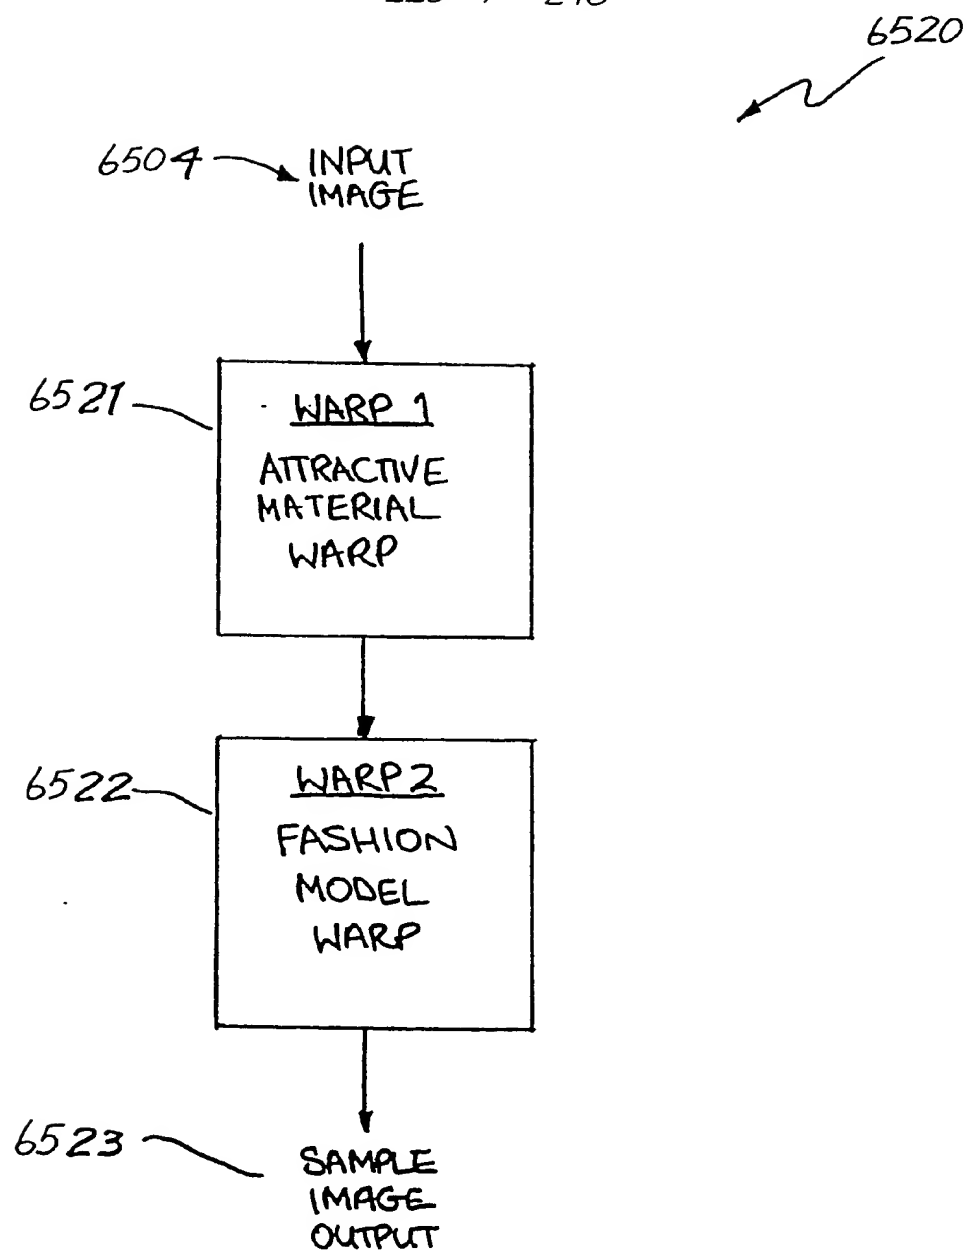 6520
6504
INPUT
IMAGE
6521
WARP 1
ATTRACTIVE
MATERIAL
WARP
6522
WARP 2
FASHION
MODEL
WARP
6523
SAMPLE
IMAGE
OUTPUT